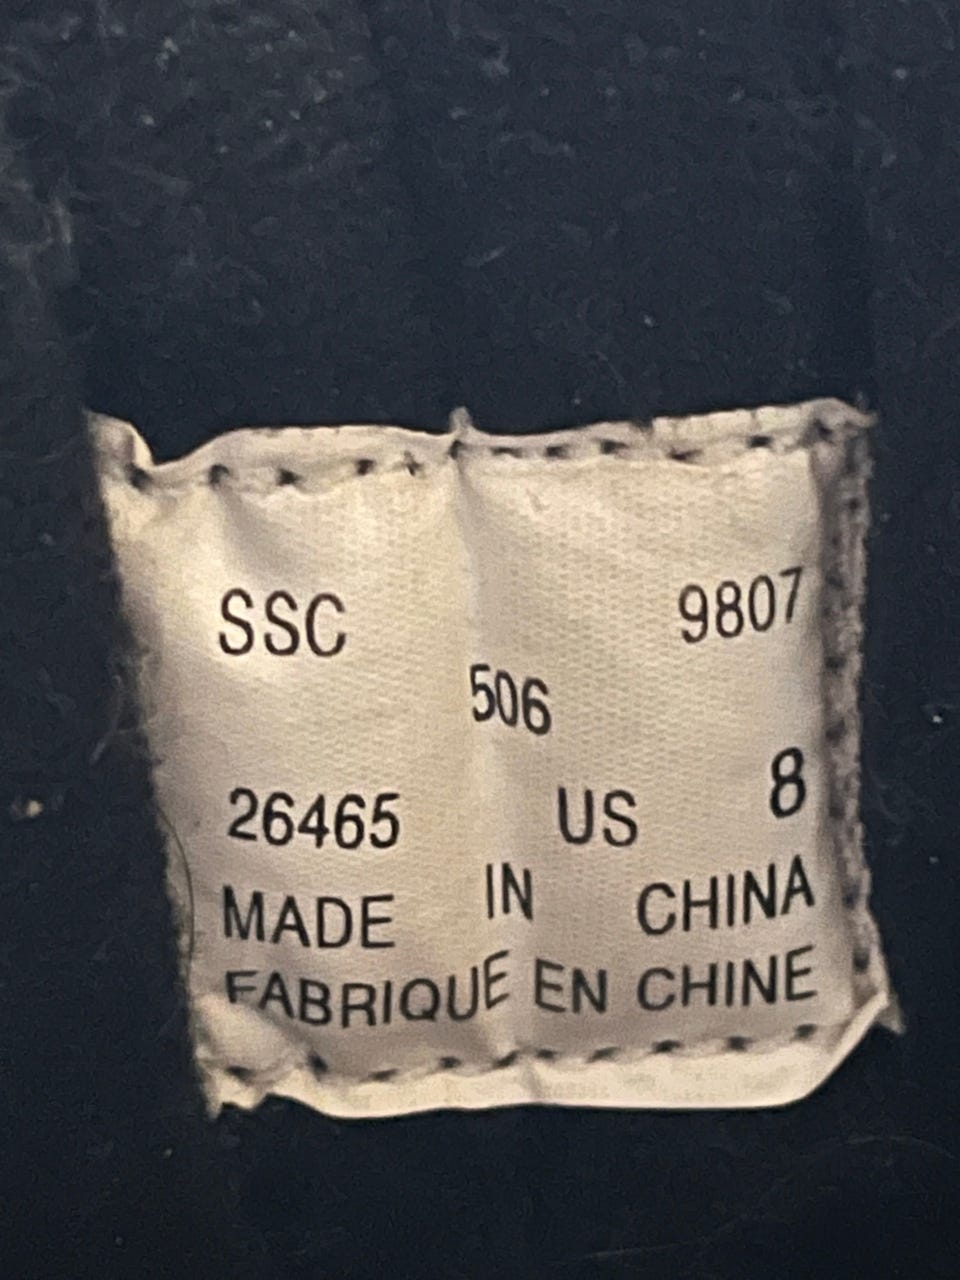 SSC 9807
506
26465 US 8
MADE IN CHINA
FABRIQUE EN CHINE